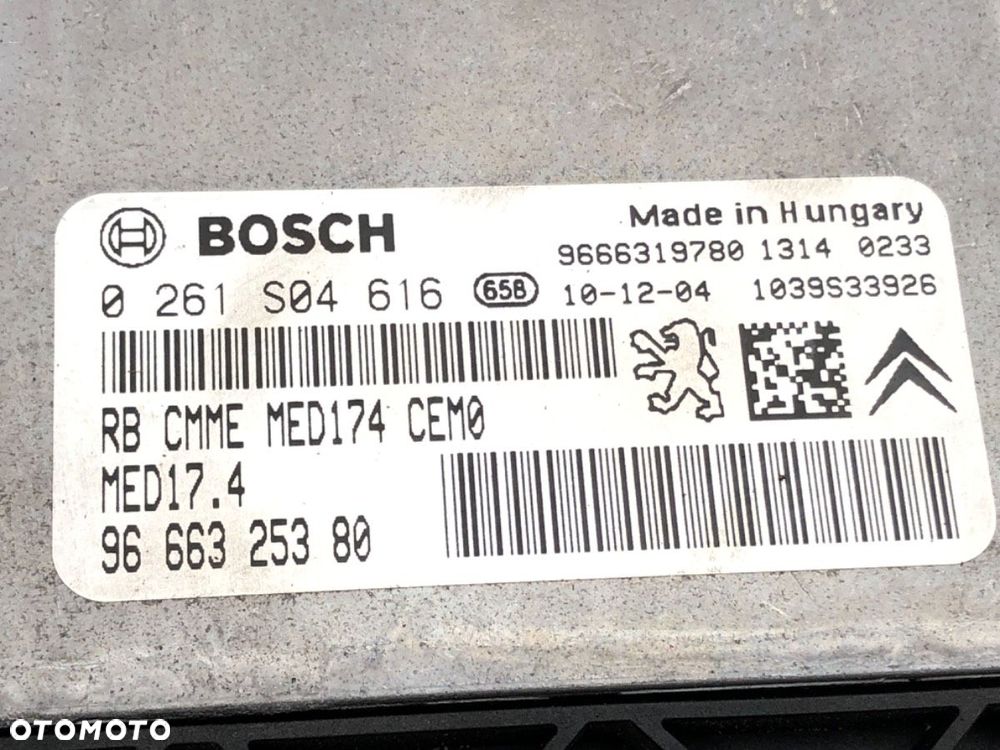 BOSCH
Made in Hungary
9666319780 1314 0233
0 261 S04 616 65B 10-12-04 1039S33926
RB CMME MED174 CEM0
MED17.4
96 663 253 80
OTOMOTO